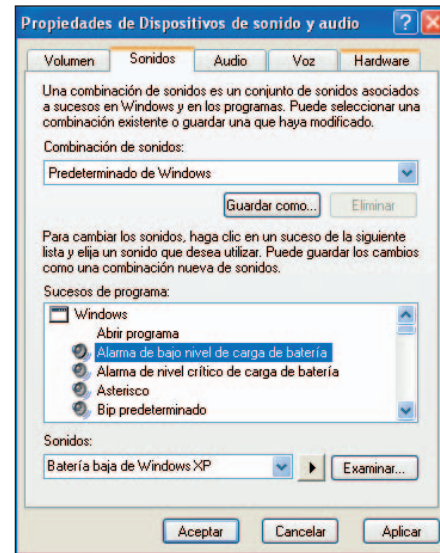 Propiedades de Dispositivos de sonido y audio
Volumen Sonidos Audio Voz Hardware
Una combinación de sonidos es un conjunto de sonidos asociados
a sucesos en Windows y en los programas. Puede seleccionar una
combinación existente o guardar una que haya modificado.
Combinación de sonidos:
Predeterminado de Windows
Guardar como... Eliminar
Para cambiar los sonidos, haga clic en un suceso de la siguiente
lista y elija un sonido que desea utilizar. Puede guardar los cambios
como una combinación nueva de sonidos.
Sucesos de programa:
Windows
Abrir programa
Alarma de bajo nivel de carga de batería
Alarma de nivel crítico de carga de batería
Asterisco
Bip predeterminado
Sonidos:
Batería baja de Windows XP Examinar...
Aceptar Cancelar Aplicar